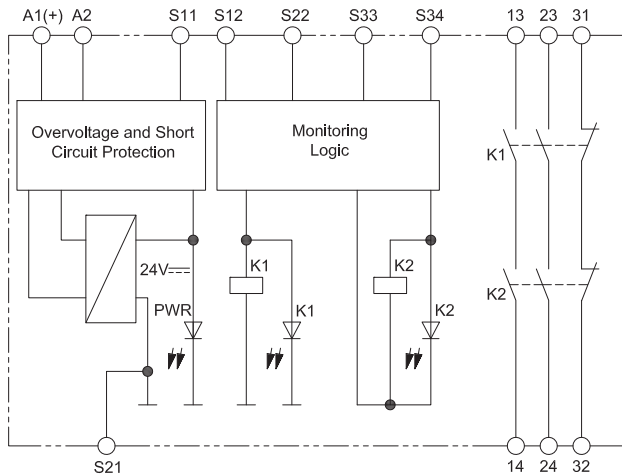 A1(+) A2 S11 S12 S22 S33 S34 13 23 31
Overvoltage and Short
Circuit Protection
Monitoring
Logic
K1
24V
K1
K2
K2
PWR
K1
K2
S21
14 24 32